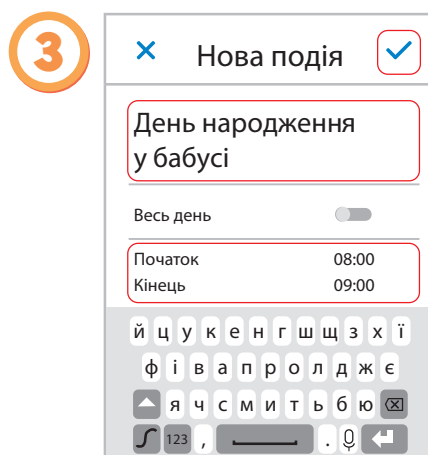 3
Нова подія
День народження
у бабусі
Весь день
Початок 08:00
Кінець 09:00
й ц у к е н г ш щ з х ї
ф і в а п р о л д ж є
я ч с м и т ь б ю
123 , .